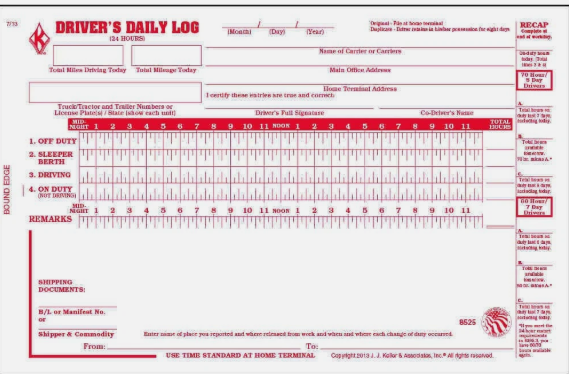 7/13
DRIVER'S DAILY LOG
(24 HOURS)
(Month) (Day) (Year)
Original - File at home terminal
Duplicate - Driver retains in his/her possession for eight days
RECAP
Complete at
end of workday.
Total Miles Driving Today
Total Mileage Today
Name of Carrier or Carriers
Main Office Address
Home Terminal Address
I certify these entries are true and correct:
Truck/Tractor and Trailer Numbers or
License Plate(s) / State (show each unit)
Driver's Full Signature
Co-Driver's Name
On-duty hours
today. (Total
lines 3 & 4)
70 Hour/
8 Day
Drivers
A.
Total hours on
duty last 7 days,
including today.
B.
Total hours
available
tomorrow.
70 hr. minus A.*
C.
Total hours on
duty last 8 days,
including today.
60 Hour/
7 Day
Drivers
A.
Total hours on
duty last 6 days,
including today.
B.
Total hours
available
tomorrow.
60 hr. minus A.*
C.
Total hours on
duty last 7 days,
including today.
*If you meet the
34-hour restart
requirements
you have 60/70
hours available
again.
MID-
NIGHT 1 2 3 4 5 6 7 8 9 10 11 NOON 1 2 3 4 5 6 7 8 9 10 11 TOTAL
HOURS
1. OFF DUTY
2. SLEEPER
BERTH
3. DRIVING
4. ON DUTY
(NOT DRIVING)
MID-
NIGHT 1 2 3 4 5 6 7 8 9 10 11 NOON 1 2 3 4 5 6 7 8 9 10 11
REMARKS
BOUND EDGE
SHIPPING
DOCUMENTS:
B/L or Manifest No.
or
Shipper & Commodity
8525
Enter name of place you reported and where released from work and when and where each change of duty occurred.
From: To:
USE TIME STANDARD AT HOME TERMINAL
Copyright 2013 J. J. Keller & Associates, Inc.® All rights reserved.